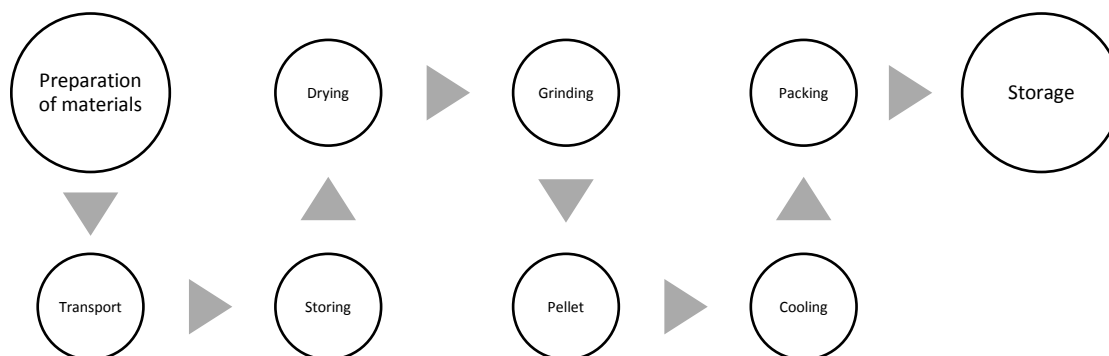 Preparation
of materials
Transport
Storing
Drying
Grinding
Pellet
Cooling
Packing
Storage